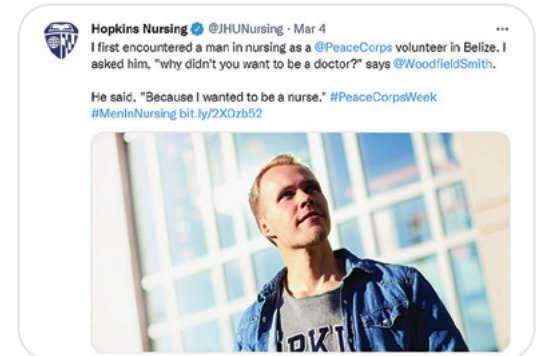 Hopkins Nursing @JHUNursing · Mar 4
I first encountered a man in nursing as a @PeaceCorps volunteer in Belize. I
asked him, "why didn't you want to be a doctor?" says @WoodfieldSmith.
He said, "Because I wanted to be a nurse." #PeaceCorpsWeek
#MenInNursing bit.ly/2X0zb52